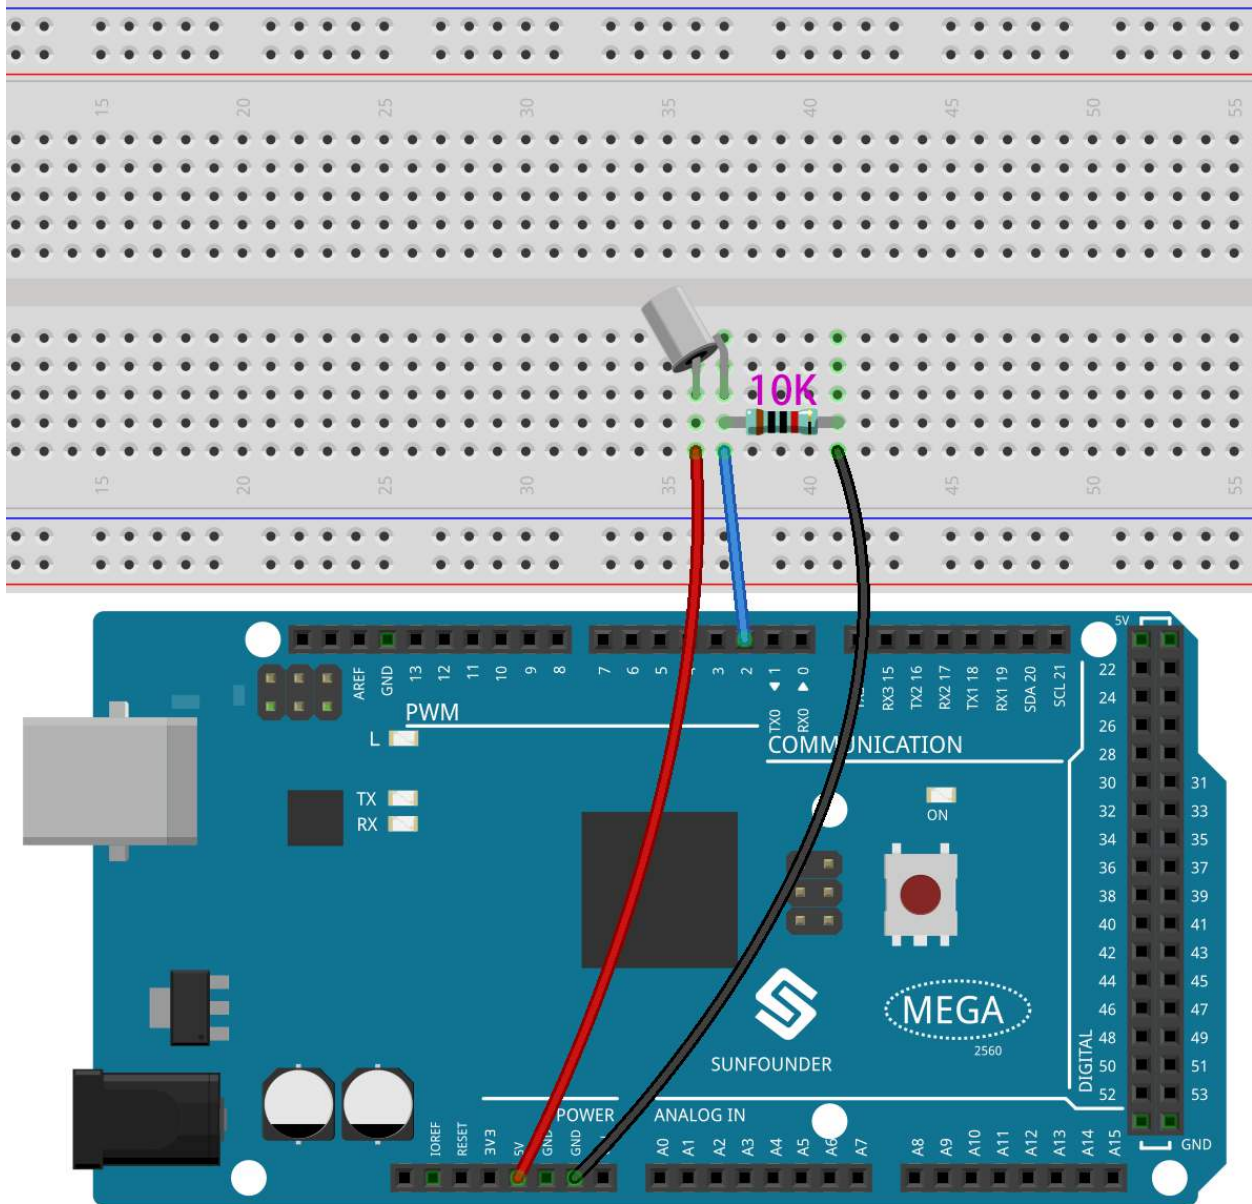 15 20 25 30 35 40 45 50 55
10K
15 20 25 30 35 40 45 50 55
AREF GND 13 12 11 10 9 8 7 6 5 3 2 TX0 1 RX0 0 RX3 15 TX2 16 RX2 17 TX1 18 RX1 19 SDA 20 SCL 21
5V
PWM
COMMUNICATION
L
TX
RX
ON
22
24
26
28
30 31
32 33
34 35
36 37
38 39
40 41
42 43
44 45
46 47
48 49
50 51
52 53
GND
DIGITAL
MEGA
2560
SUNFOUNDER
POWER ANALOG IN
IOREF RESET 3V3 5V GND GND A0 A1 A2 A3 A4 A5 A6 A7 A8 A9 A10 A11 A12 A13 A14 A15